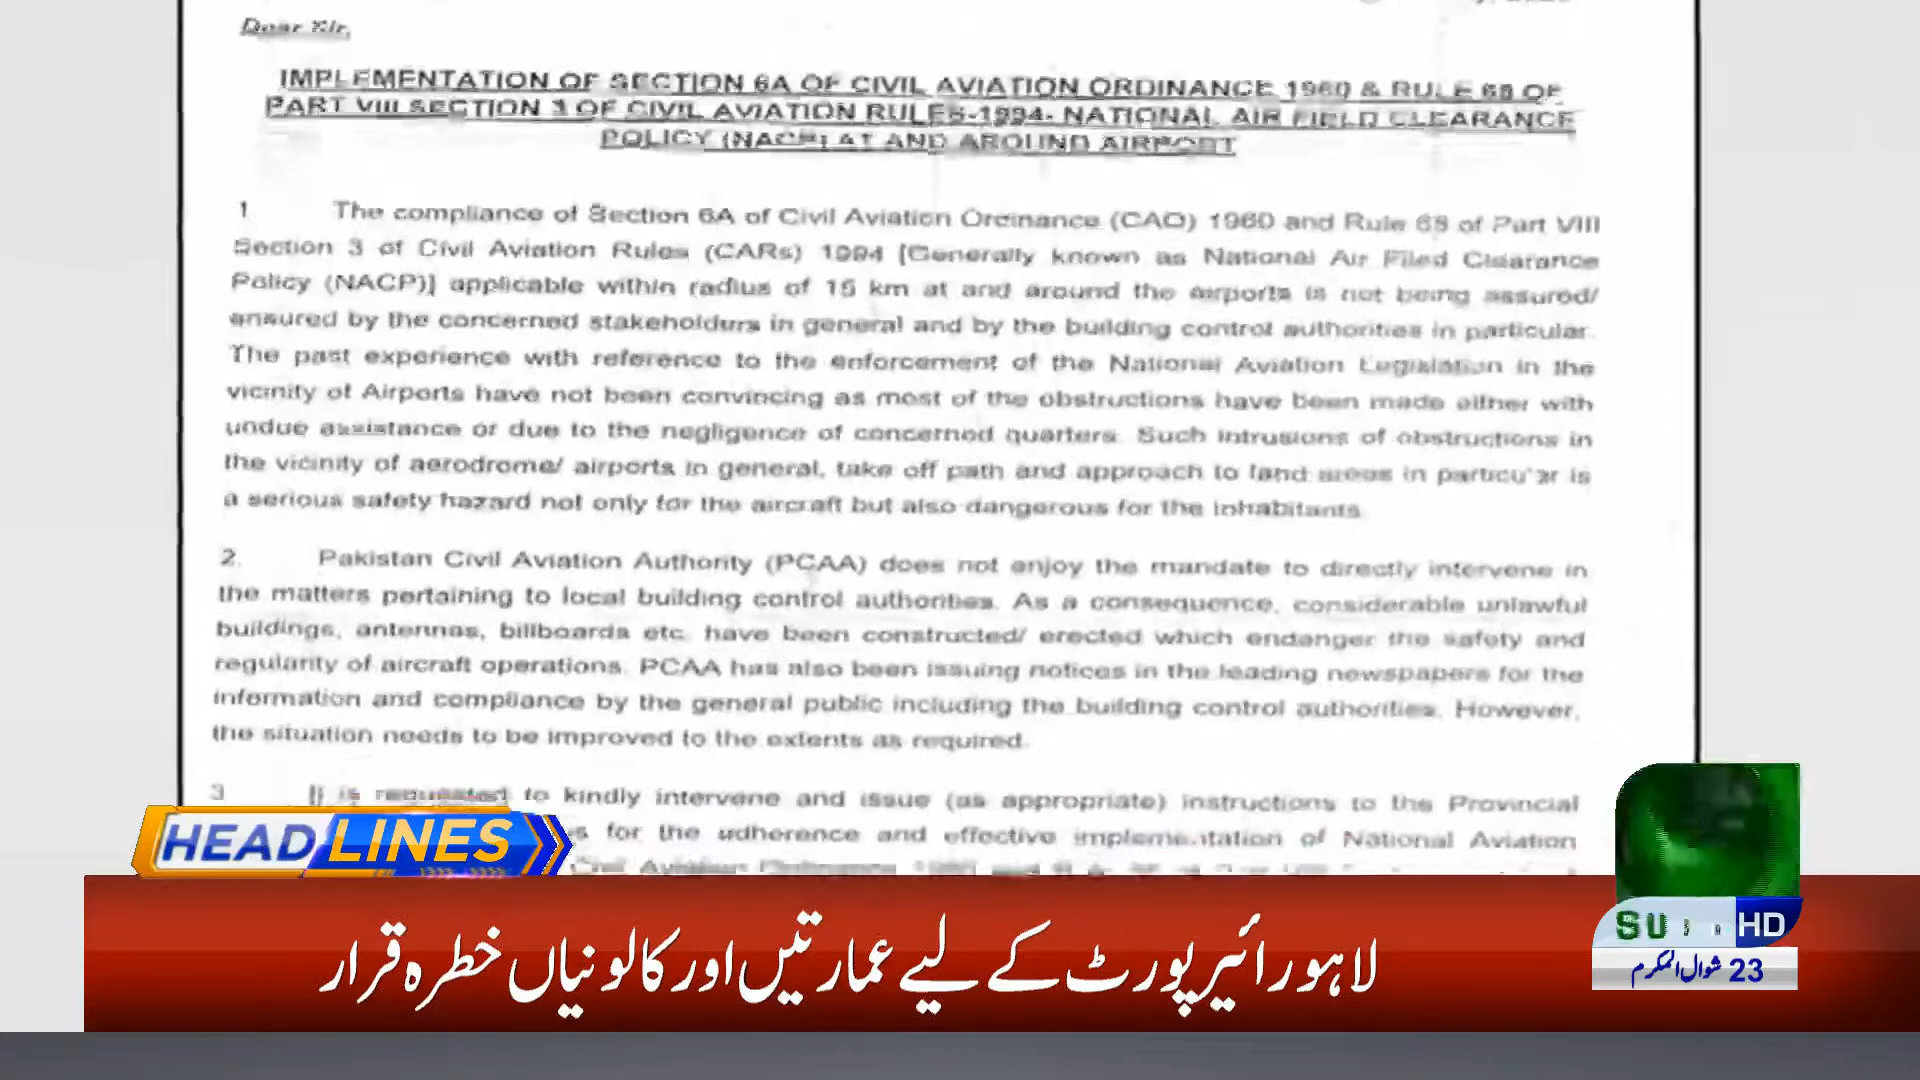 Dear Sir,
IMPLEMENTATION OF SECTION 6A OF CIVIL AVIATION ORDINANCE 1960 & RULE 68 OF
PART VIII SECTION 3 OF CIVIL AVIATION RULES-1994- NATIONAL AIR FIELD CLEARANCE
POLICY (NACP) AT AND AROUND AIRPORT
1 The compliance of Section 6A of Civil Aviation Ordinance (CAO) 1960 and Rule 68 of Part VIII
Section 3 of Civil Aviation Rules (CARs) 1994 [Generally known as National Air Filed Clearance
Policy (NACP)] applicable within radius of 15 km at and around the airports is not being assured/
ensured by the concerned stakeholders in general and by the building control authorities in particular.
The past experience with reference to the enforcement of the National Aviation Legislation in the
vicinity of Airports have not been convincing as most of the obstructions have been made either with
undue assistance or due to the negligence of concerned quarters. Such intrusions of obstructions in
the vicinity of aerodrome/ airports in general, take off path and approach to land areas in particular is
a serious safety hazard not only for the aircraft but also dangerous for the inhabitants.
2. Pakistan Civil Aviation Authority (PCAA) does not enjoy the mandate to directly intervene in
the matters pertaining to local building control authorities. As a consequence, considerable unlawful
buildings, antennas, billboards etc. have been constructed/ erected which endanger the safety and
regularity of aircraft operations. PCAA has also been issuing notices in the leading newspapers for the
information and compliance by the general public including the building control authorities. However,
the situation needs to be improved to the extents as required.
3 It is requested to kindly intervene and issue (as appropriate) instructions to the Provincial
for the adherence and effective implementation of National Aviation
Civil Aviation Ordinance 1960
HEADLINES
لاہور ائیرپورٹ کے لیے عمارتیں اور کالونیاں خطرہ قرار
HD
23 شوال المکرم